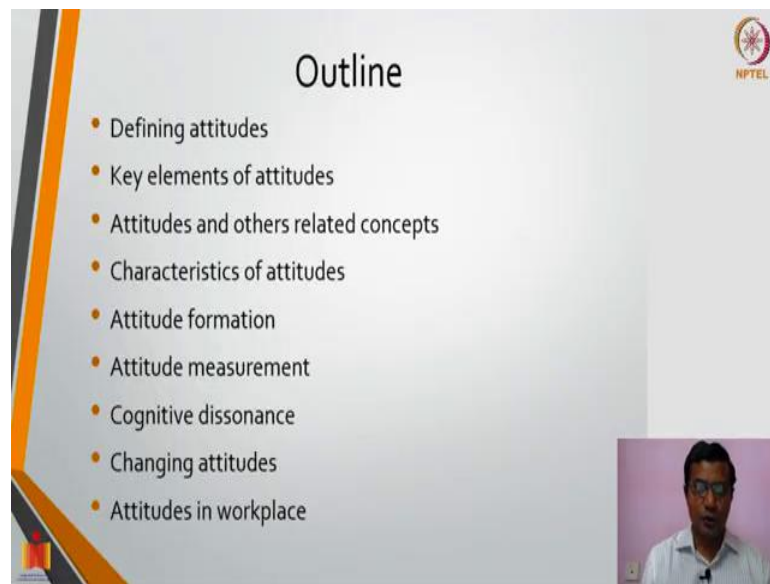 Outline
NPTEL
• Defining attitudes
• Key elements of attitudes
• Attitudes and others related concepts
• Characteristics of attitudes
• Attitude formation
• Attitude measurement
• Cognitive dissonance
• Changing attitudes
• Attitudes in workplace